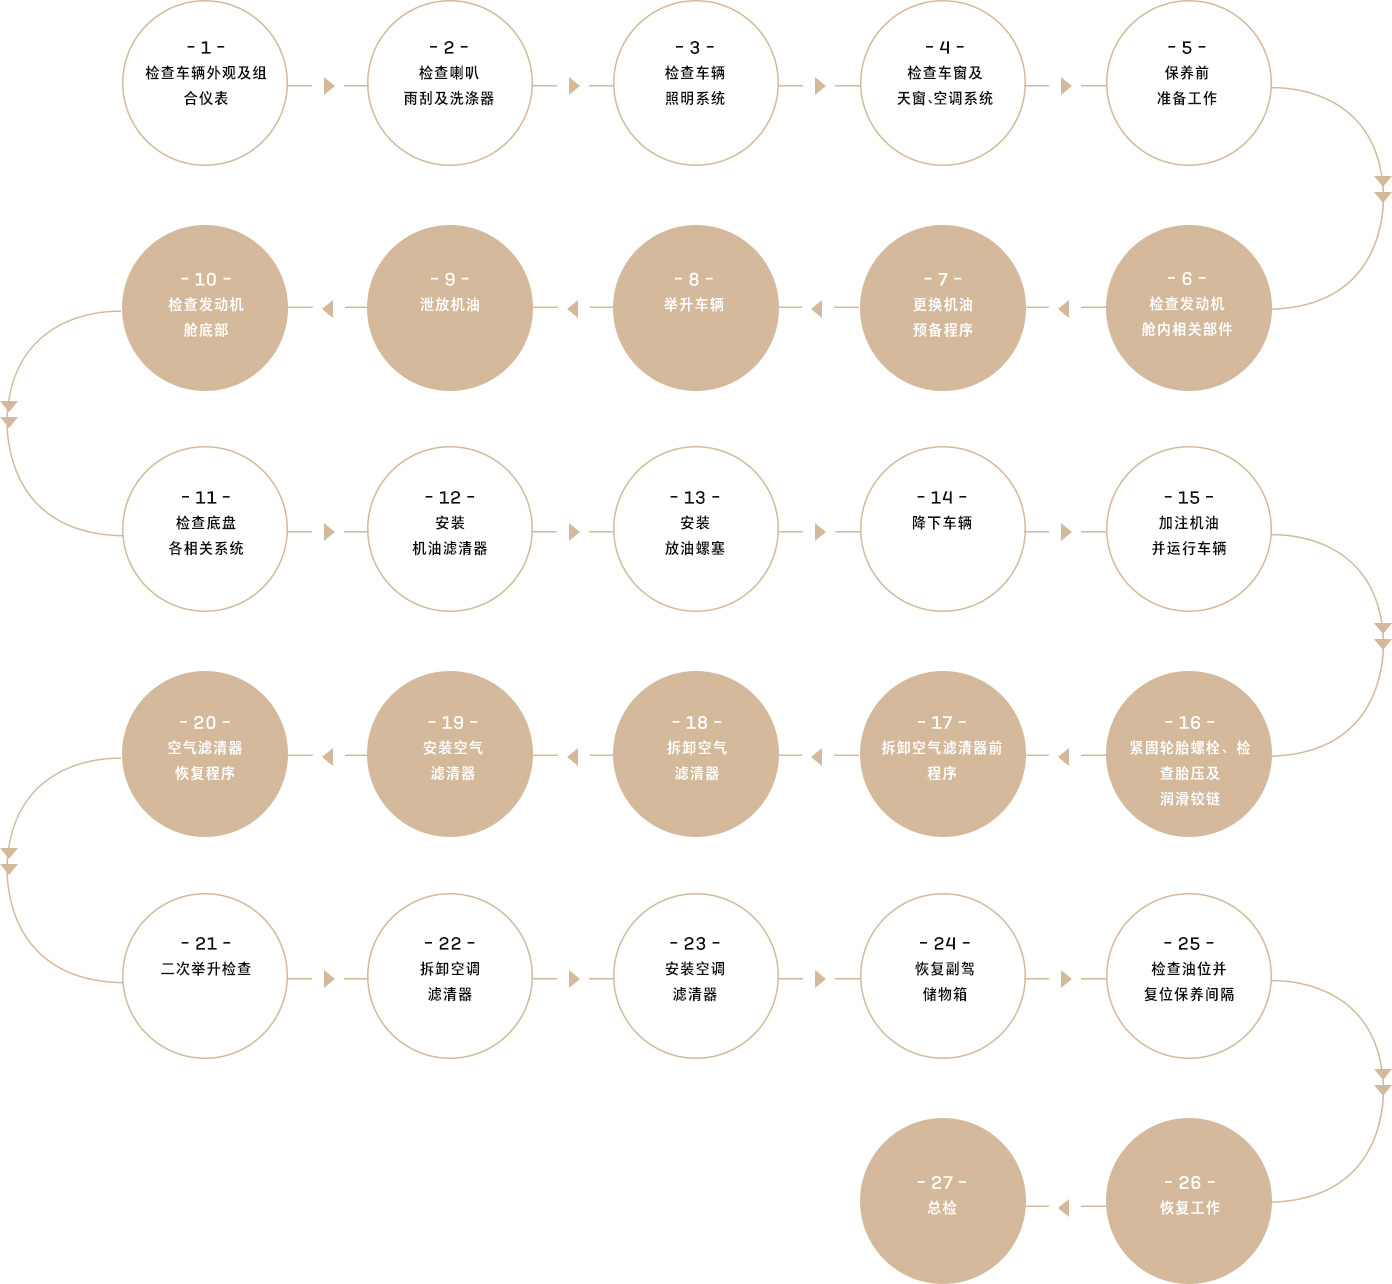 - 1 -
检查车辆外观及组
合仪表
- 2 -
检查喇叭
雨刮及洗涤器
- 3 -
检查车辆
照明系统
- 4 -
检查车窗及
天窗、空调系统
- 5 -
保养前
准备工作
- 6 -
检查发动机
舱内相关部件
- 7 -
更换机油
预备程序
- 8 -
举升车辆
- 9 -
泄放机油
- 10 -
检查发动机
舱底部
- 11 -
检查底盘
各相关系统
- 12 -
安装
机油滤清器
- 13 -
安装
放油螺塞
- 14 -
降下车辆
- 15 -
加注机油
并运行车辆
- 16 -
紧固轮胎螺栓、检
查胎压及
润滑铰链
- 17 -
拆卸空气滤清器前
程序
- 18 -
拆卸空气
滤清器
- 19 -
安装空气
滤清器
- 20 -
空气滤清器
恢复程序
- 21 -
二次举升检查
- 22 -
拆卸空调
滤清器
- 23 -
安装空调
滤清器
- 24 -
恢复副驾
储物箱
- 25 -
检查油位并
复位保养间隔
- 26 -
恢复工作
- 27 -
总检